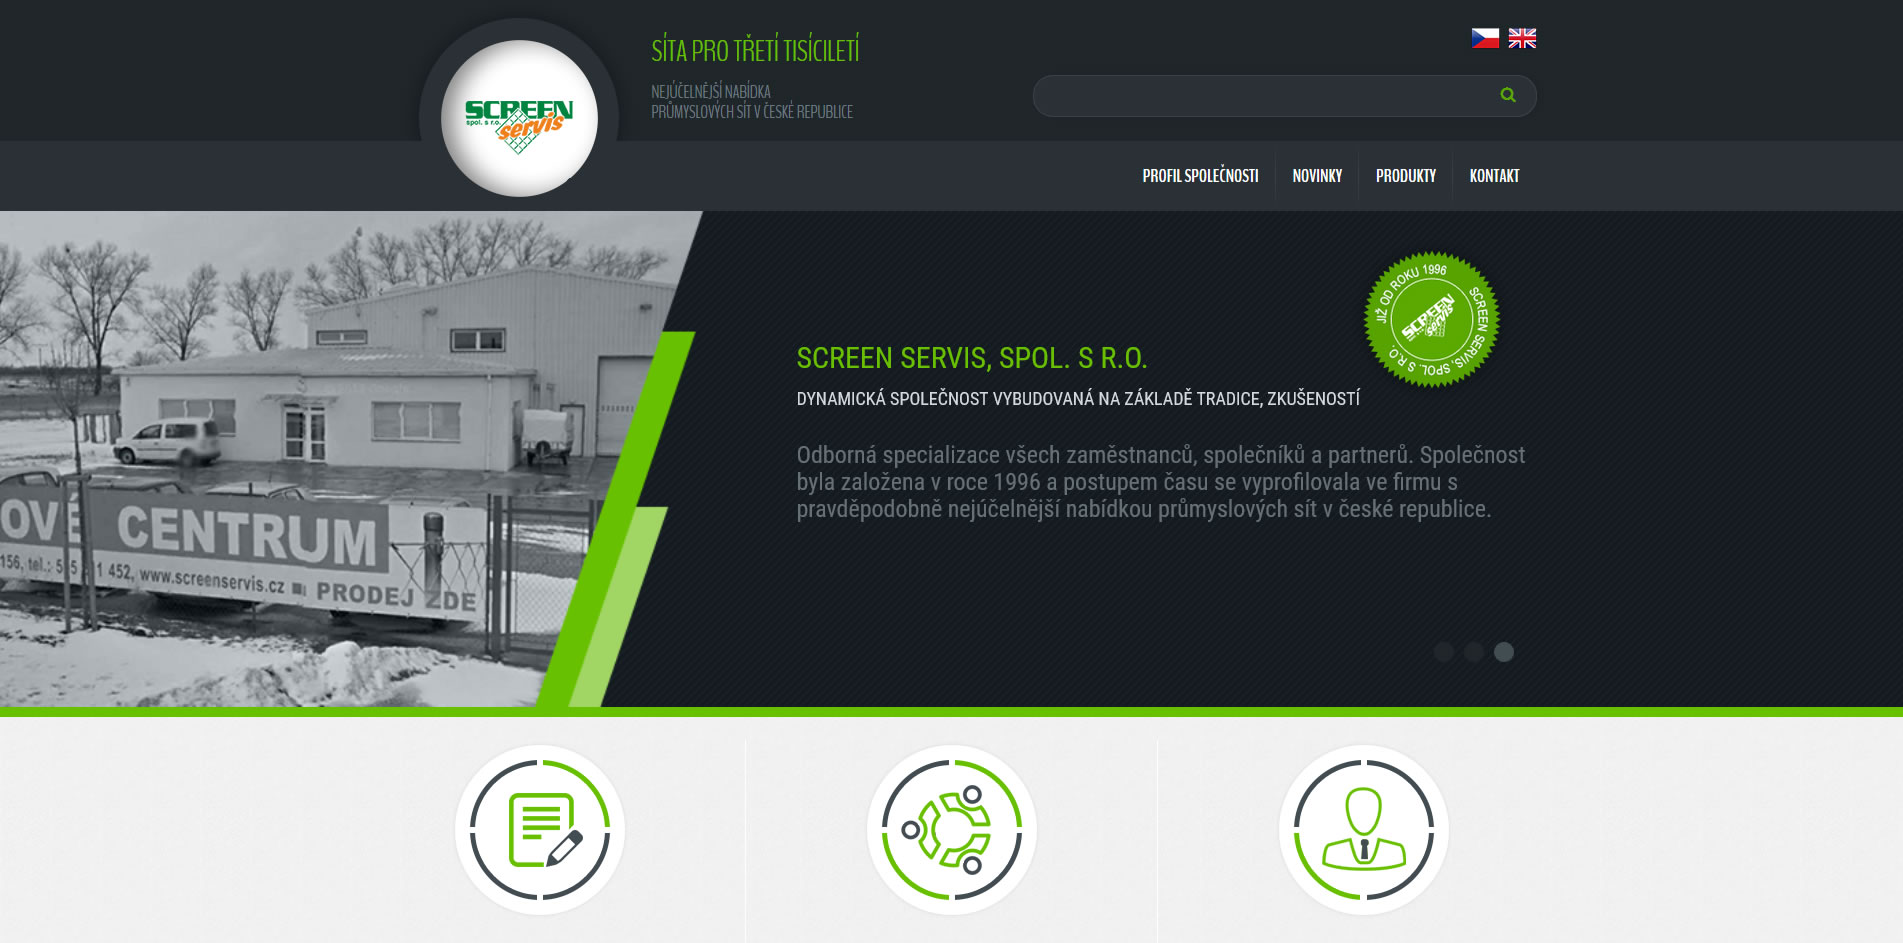 SCREEN
spol. s r.o.
servis
SÍTA PRO TŘETÍ TISÍCILETÍ
NEJÚČELNĚJŠÍ NABÍDKA
PRŮMYSLOVÝCH SÍT V ČESKÉ REPUBLICE
PROFIL SPOLEČNOSTI
NOVINKY
PRODUKTY
KONTAKT
JIŽ OD ROKU 1996
SCREEN SERVIS, SPOL. S R.O.
SCREEN
servis
SCREEN SERVIS, SPOL. S R.O.
DYNAMICKÁ SPOLEČNOST VYBUDOVANÁ NA ZÁKLADĚ TRADICE, ZKUŠENOSTÍ
Odborná specializace všech zaměstnanců, společníků a partnerů. Společnost
byla založena v roce 1996 a postupem času se vyprofilovala ve firmu s
pravděpodobně nejúčelnější nabídkou průmyslových sít v české republice.
OVÉ CENTRUM
156, tel.: 452, www.screenservis.cz
PRODEJ ZDE